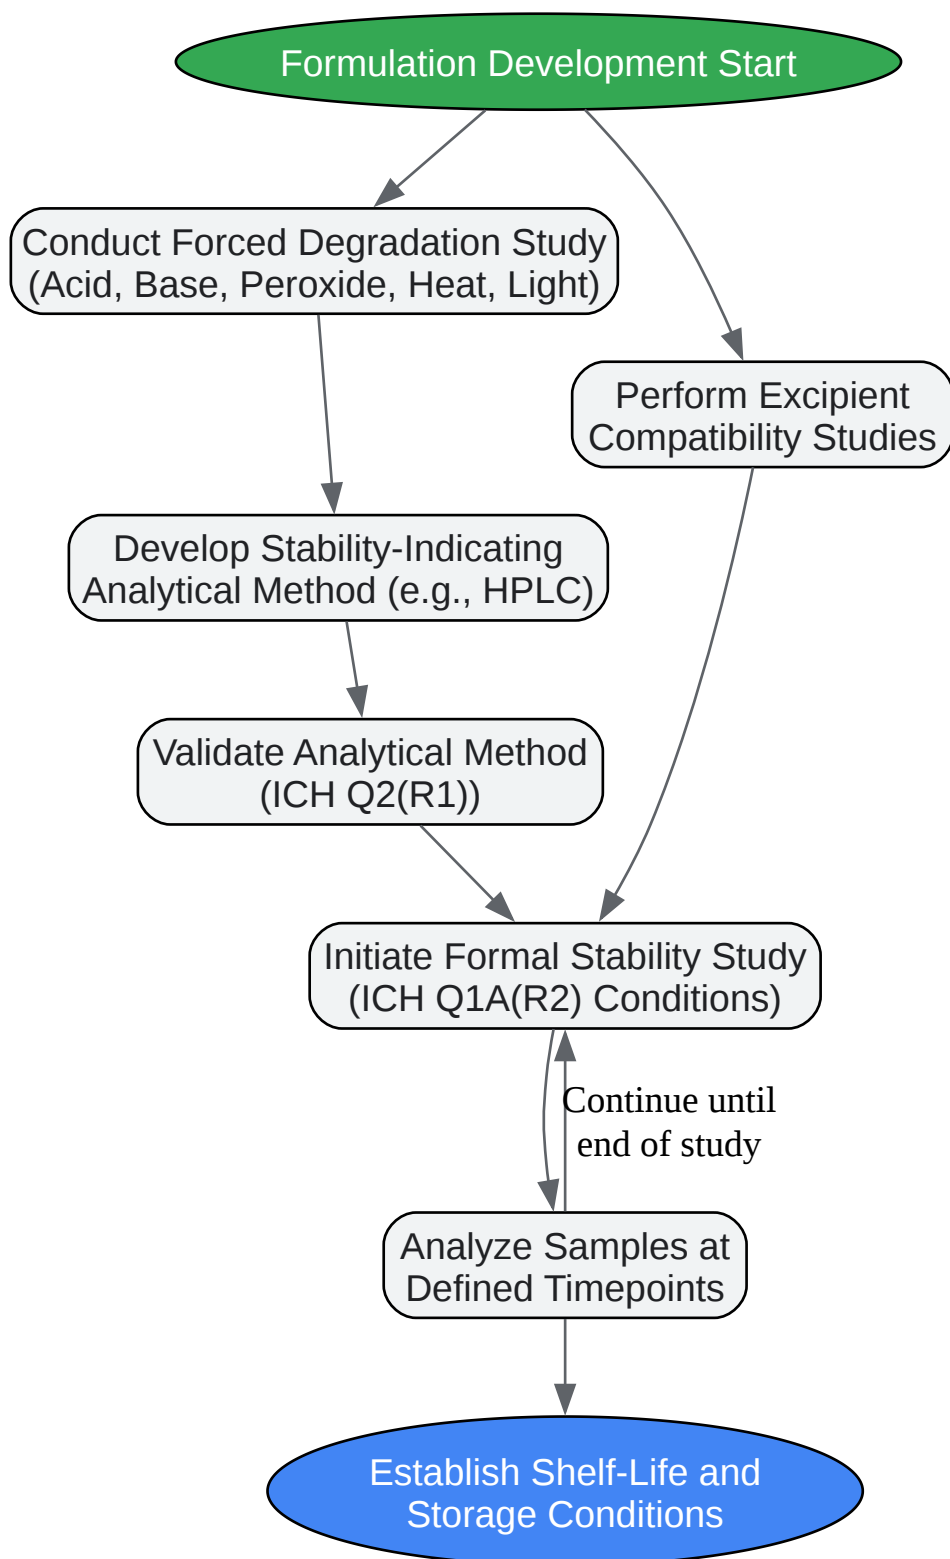 Formulation Development Start
Conduct Forced Degradation Study
(Acid, Base, Peroxide, Heat, Light)
Perform Excipient
Compatibility Studies
Develop Stability-Indicating
Analytical Method (e.g., HPLC)
Validate Analytical Method
(ICH Q2(R1))
Initiate Formal Stability Study
(ICH Q1A(R2) Conditions)
Continue until
end of study
Analyze Samples at
Defined Timepoints
Establish Shelf-Life and
Storage Conditions